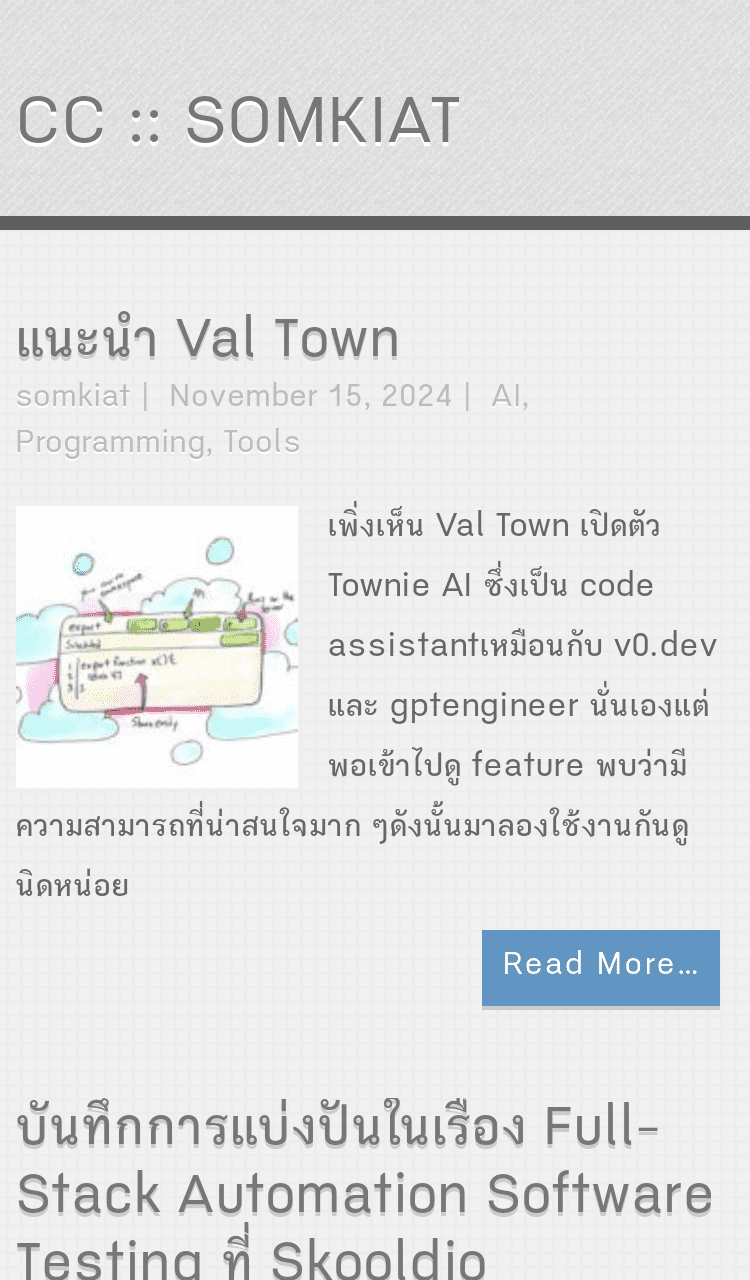 CC :: SOMKIAT
แนะนำ Val Town
somkiat | November 15, 2024 | AI,
Programming, Tools
export
Scheduled
Share easily
เพิ่งเห็น Val Town เปิดตัว
Townie AI ซึ่งเป็น code
assistantเหมือนกับ v0.dev
และ gptengineer นั่นเองแต่
พอเข้าไปดู feature พบว่ามี
ความสามารถที่น่าสนใจมาก ๆดังนั้นมาลองใช้งานกันดู
นิดหน่อย
Read More…
บันทึกการแบ่งปันในเรื่อง Full-
Stack Automation Software
Testing ที่ Skooldio